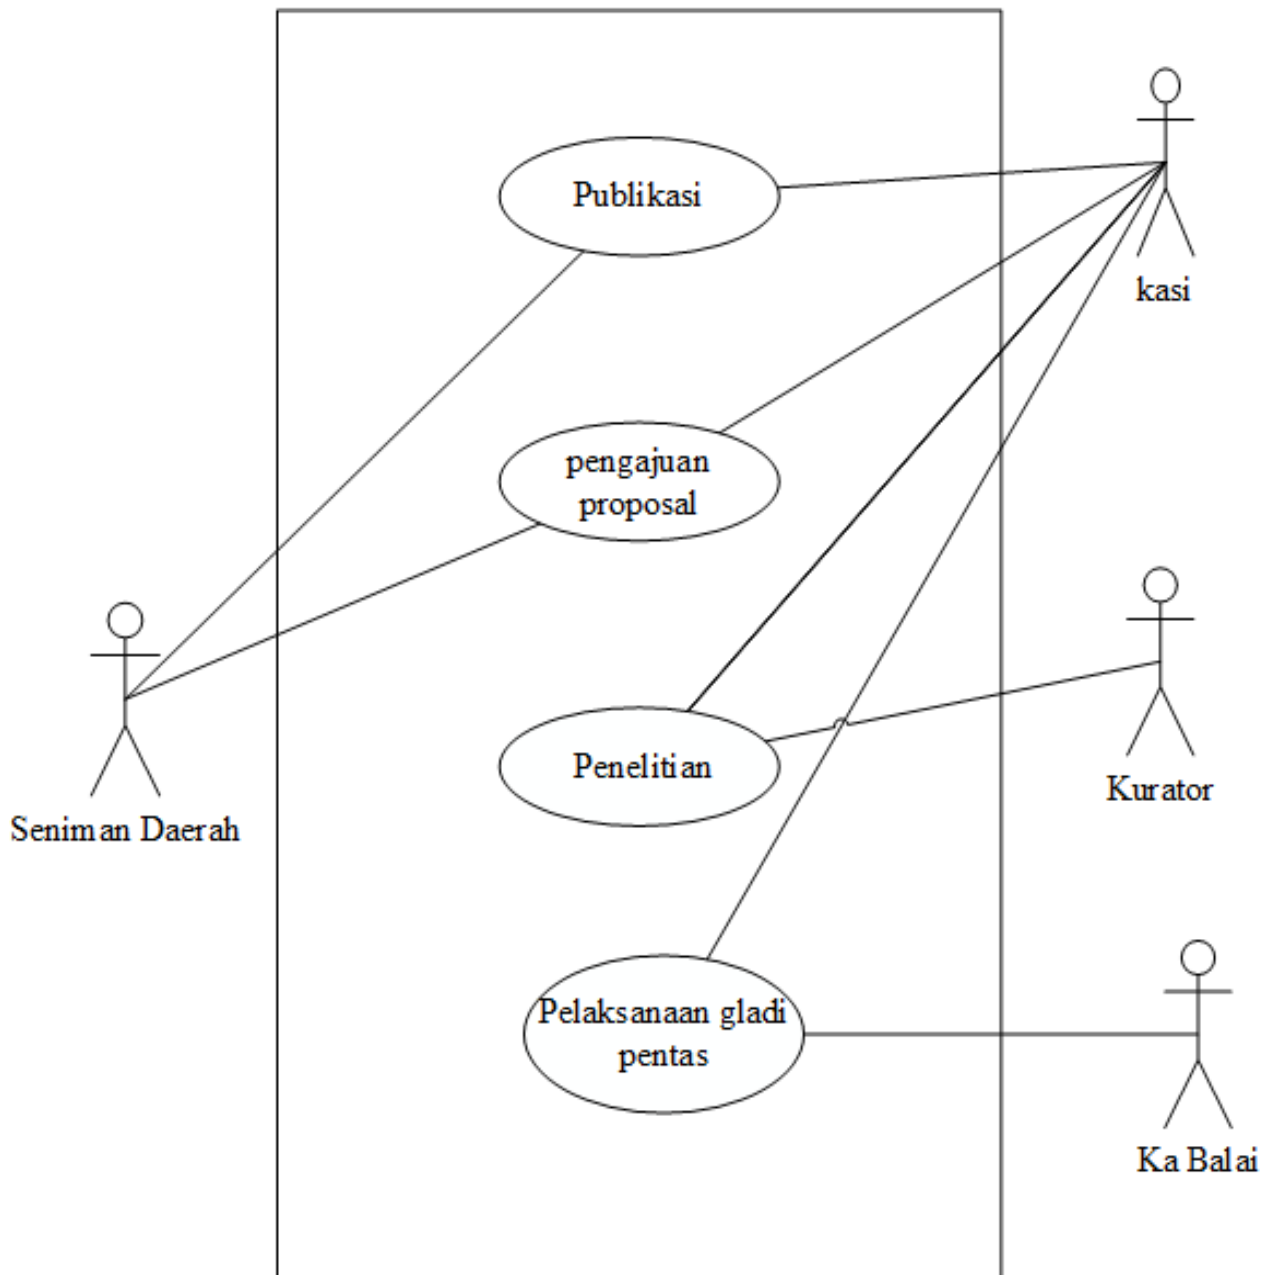 Publikasi
kasi
pengajuan
proposal
Penelitian
Kurator
Seniman Daerah
Pelaksanaan gladi
pentas
Ka Balai